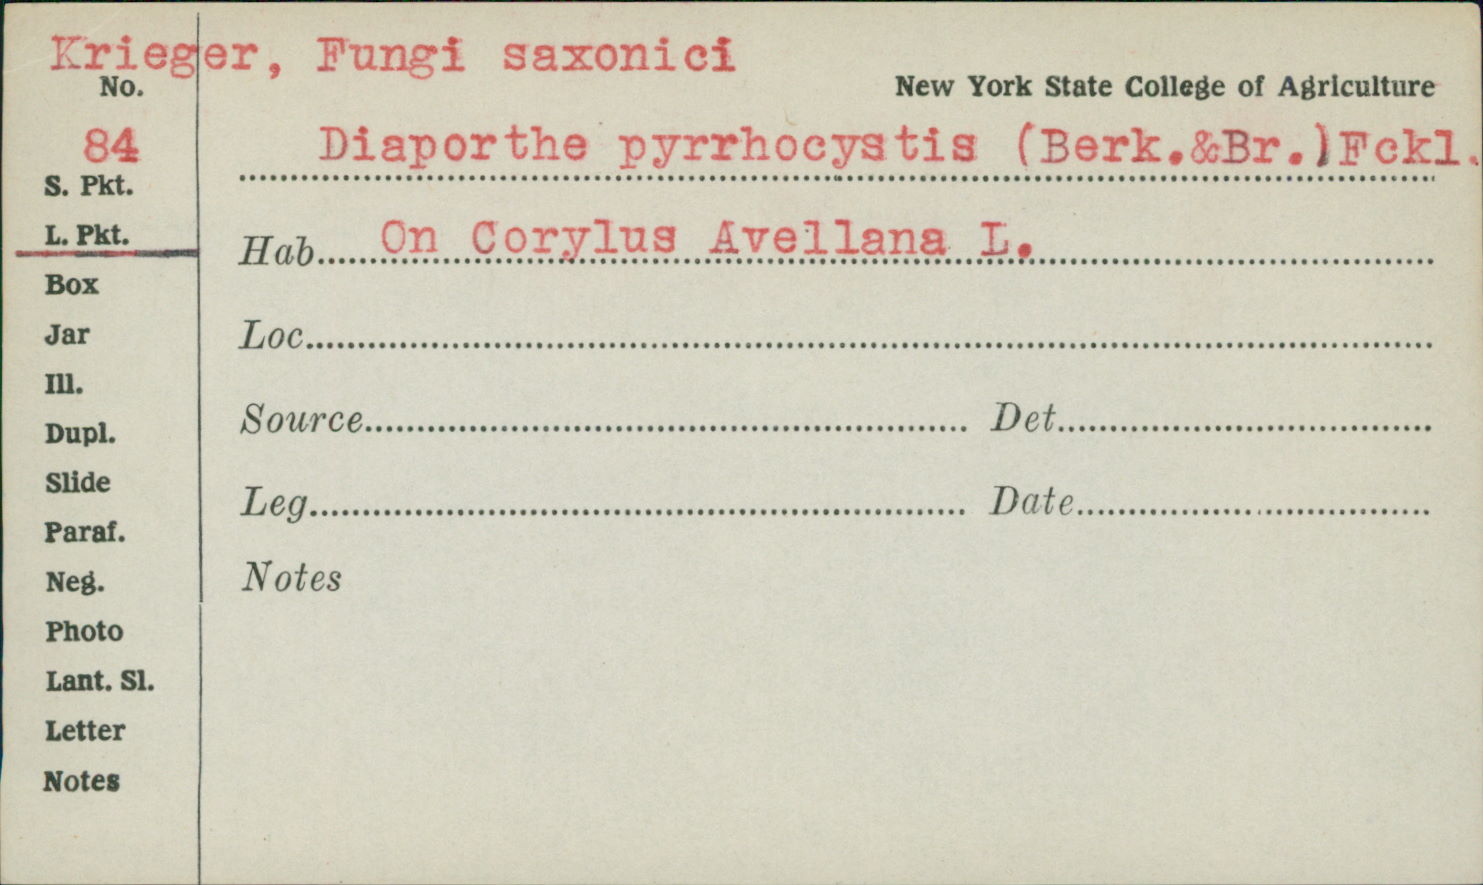 Krieger, Fungi saxonici
No.
New York State College of Agriculture
84
Diaporthe pyrrhocystis (Berk.&Br.)Fckl.
S. Pkt.
L. Pkt.
Hab. On Corylus Avellana L.
Box
Loc.
Jar
Ill.
Source Det.
Dupl.
Slide
Leg. Date
Paraf.
Neg.
Notes
Photo
Lant. Sl.
Letter
Notes